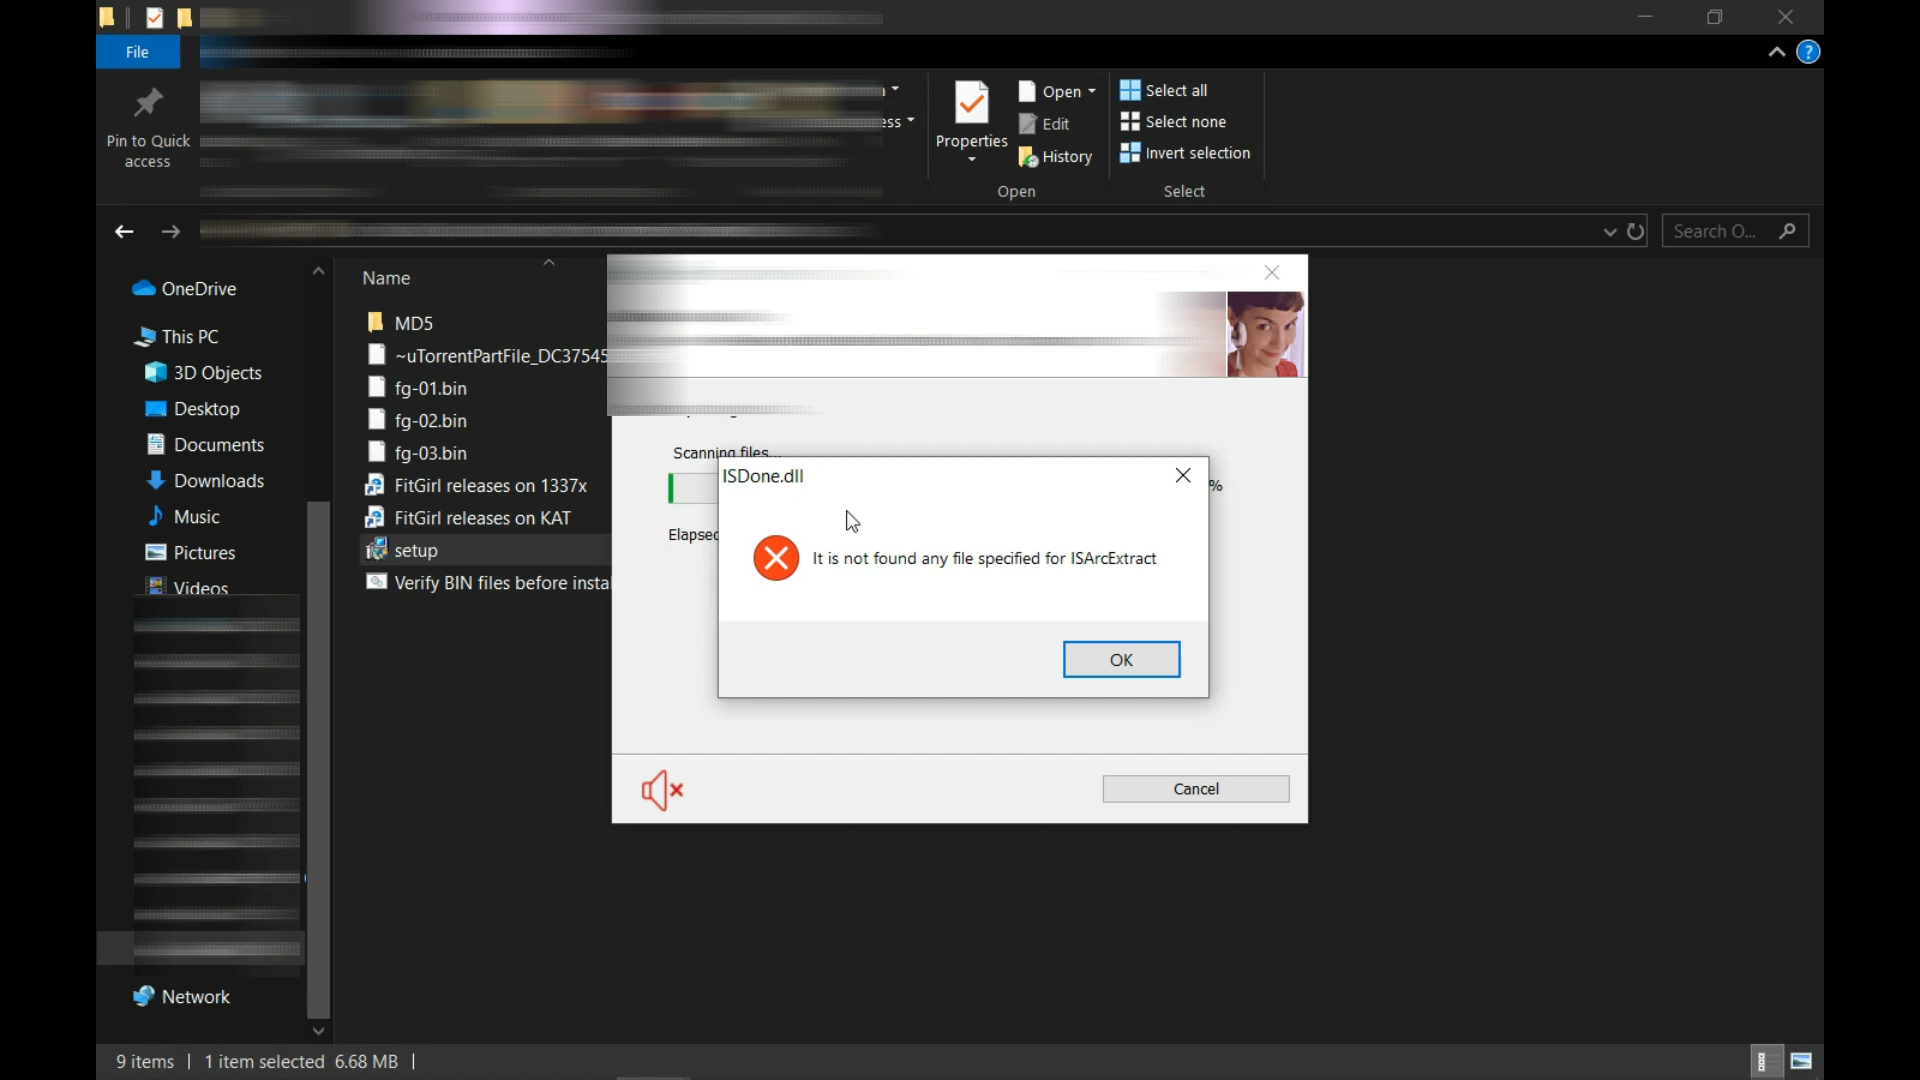 File
Pin to Quick
access
ess
Properties
Open
Edit
History
Open
Select all
Select none
Invert selection
Select
Search O...
OneDrive
This PC
3D Objects
Desktop
Documents
Downloads
Music
Pictures
Videos
Network
Name
MD5
~uTorrentPartFile_DC37545
fg-01.bin
fg-02.bin
fg-03.bin
FitGirl releases on 1337x
FitGirl releases on KAT
setup
Verify BIN files before instal
Scanning files...
%
Elapsed
ISDone.dll
It is not found any file specified for ISArcExtract
OK
Cancel
9 items
1 item selected 6.68 MB